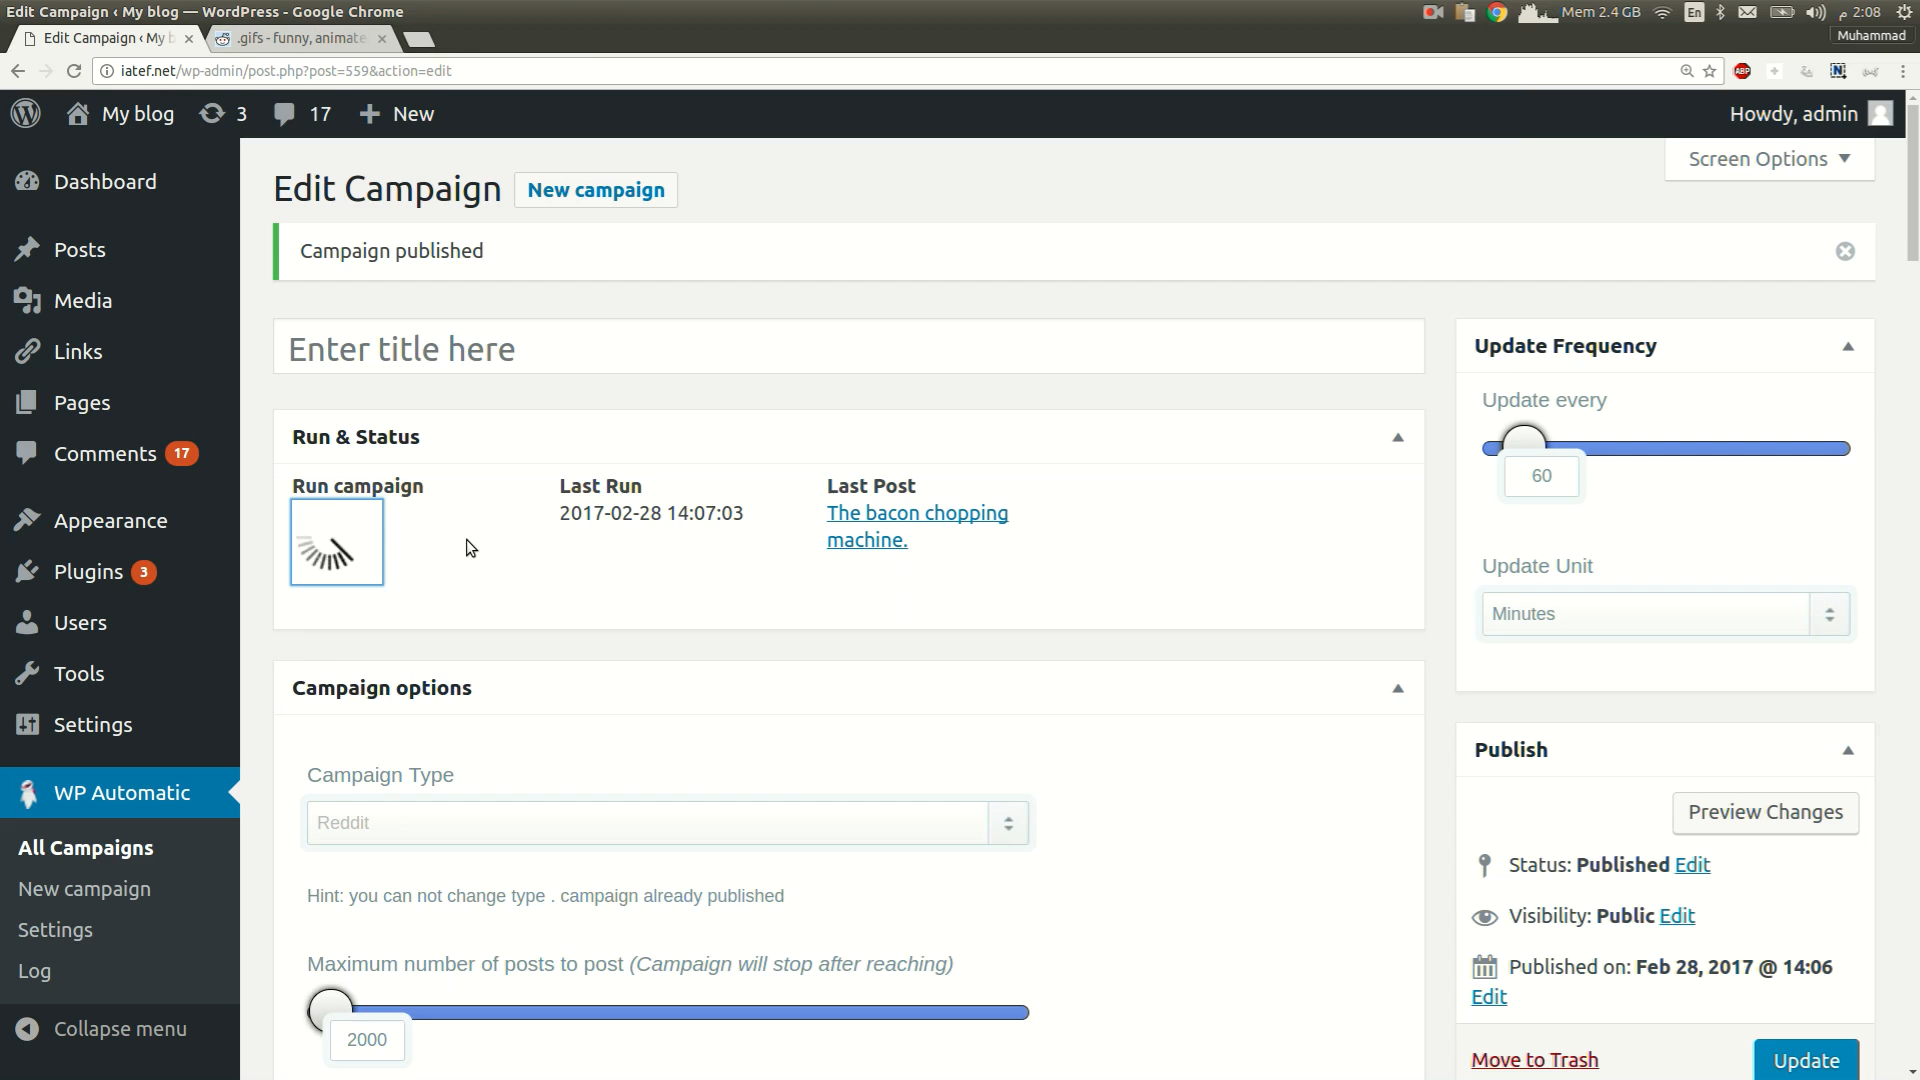 Edit Campaign ‹ My blog — WordPress - Google Chrome
Mem 2.4 GB
En
م 2:08
Edit Campaign ‹ My b
.gifs - funny, animate
Muhammad
iatef.net/wp-admin/post.php?post=559&action=edit
ABP
N
My blog
3
17
New
Howdy, admin
Screen Options
Dashboard
Posts
Media
Links
Pages
Comments 17
Appearance
Plugins 3
Users
Tools
Settings
WP Automatic
All Campaigns
New campaign
Settings
Log
Collapse menu
Edit Campaign
New campaign
Campaign published
Enter title here
Run & Status
Run campaign
Last Run
2017-02-28 14:07:03
Last Post
The bacon chopping
machine.
Campaign options
Campaign Type
Reddit
Hint: you can not change type . campaign already published
Maximum number of posts to post (Campaign will stop after reaching)
2000
Update Frequency
Update every
60
Update Unit
Minutes
Publish
Preview Changes
Status: Published Edit
Visibility: Public Edit
Published on: Feb 28, 2017 @ 14:06
Edit
Move to Trash
Update